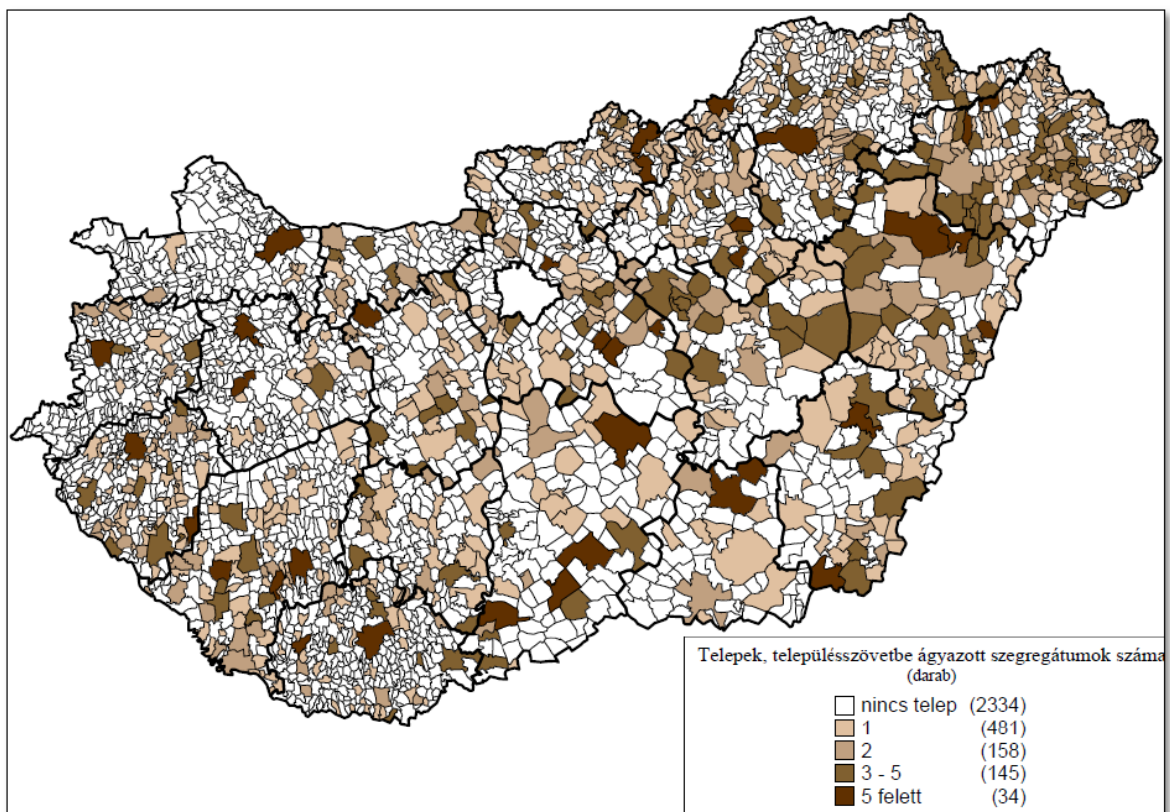 Telepek, településszövetbe ágyazott szegregátumok száma
(darab)
nincs telep (2334)
1 (481)
2 (158)
3 - 5 (145)
5 felett (34)